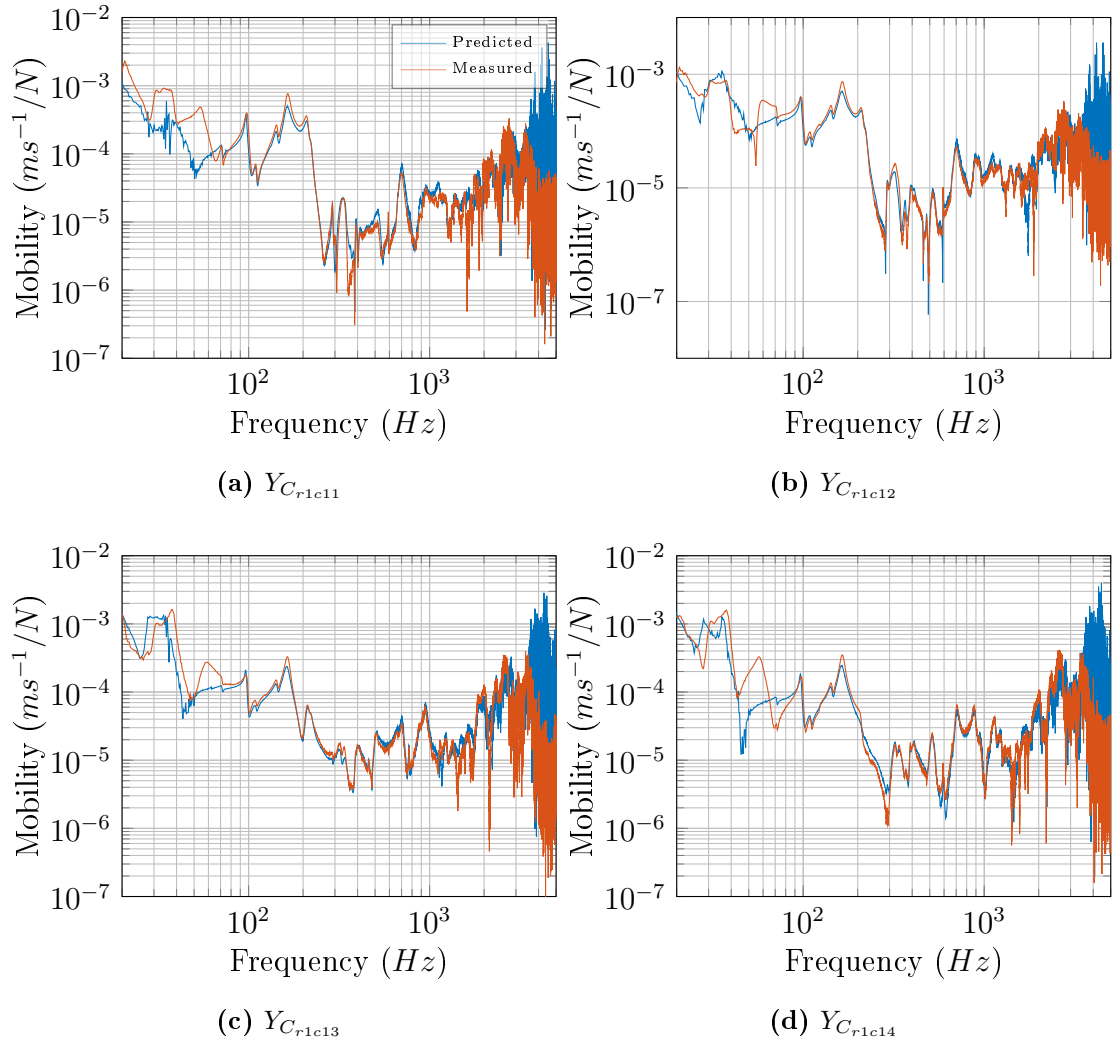 10^{-2}
10^{-3}
10^{-4}
10^{-5}
10^{-6}
10^{-7}
Mobility (ms^{-1}/N)
Predicted
Measured
10^2 10^3
Frequency (Hz)
(a) Y_{C_{r1c11}}
10^{-3}
10^{-5}
10^{-7}
Mobility (ms^{-1}/N)
10^2 10^3
Frequency (Hz)
(b) Y_{C_{r1c12}}
10^{-2}
10^{-3}
10^{-4}
10^{-5}
10^{-6}
10^{-7}
Mobility (ms^{-1}/N)
10^2 10^3
Frequency (Hz)
(c) Y_{C_{r1c13}}
10^{-2}
10^{-3}
10^{-4}
10^{-5}
10^{-6}
10^{-7}
Mobility (ms^{-1}/N)
10^2 10^3
Frequency (Hz)
(d) Y_{C_{r1c14}}